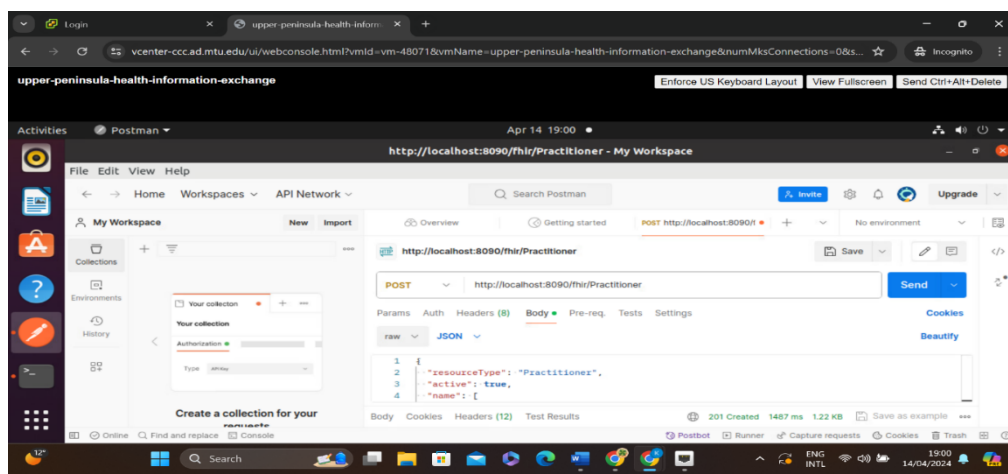 Login
upper-peninsula-health-inform
vcenter-ccc.ad.mtu.edu/ui/webconsole.html?vmId=vm-48071&vmName=upper-peninsula-health-information-exchange&numMksConnections=0&s...
Incognito
upper-peninsula-health-information-exchange
Enforce US Keyboard Layout View Fullscreen Send Ctrl+Alt+Delete
Activities Postman Apr 14 19:00
http://localhost:8090/fhir/Practitioner - My Workspace
File Edit View Help
Home Workspaces API Network Search Postman Invite Upgrade
My Workspace New Import Overview Getting started POST http://localhost:8090/f No environment
Collections
http://localhost:8090/fhir/Practitioner Save
Environments
POST http://localhost:8090/fhir/Practitioner Send
History
Your collection
Your collection
Authorization
Type API Key
Params Auth Headers (8) Body Pre-req. Tests Settings Cookies
raw JSON Beautify
1 {
2 "resourceType": "Practitioner",
3 "active": true,
4 "name": [
Create a collection for your
requests
Body Cookies Headers (12) Test Results 201 Created 1487 ms 1.22 KB Save as example
Online Find and replace Console Postbot Runner Capture requests Cookies Trash
12° Search ENG INTL 19:00
14/04/2024